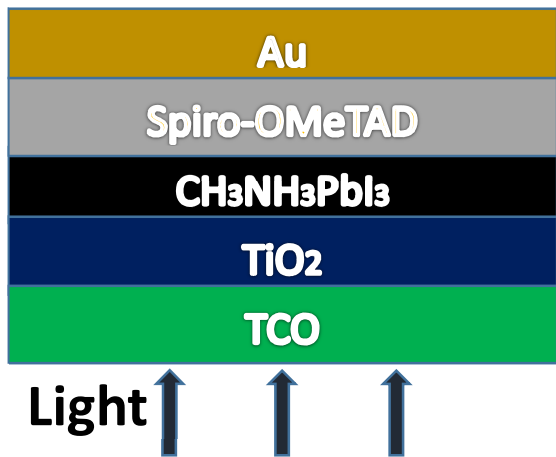 Au
Spiro-OMeTAD
CH₃NH₃PbI₃
TiO₂
TCO
Light